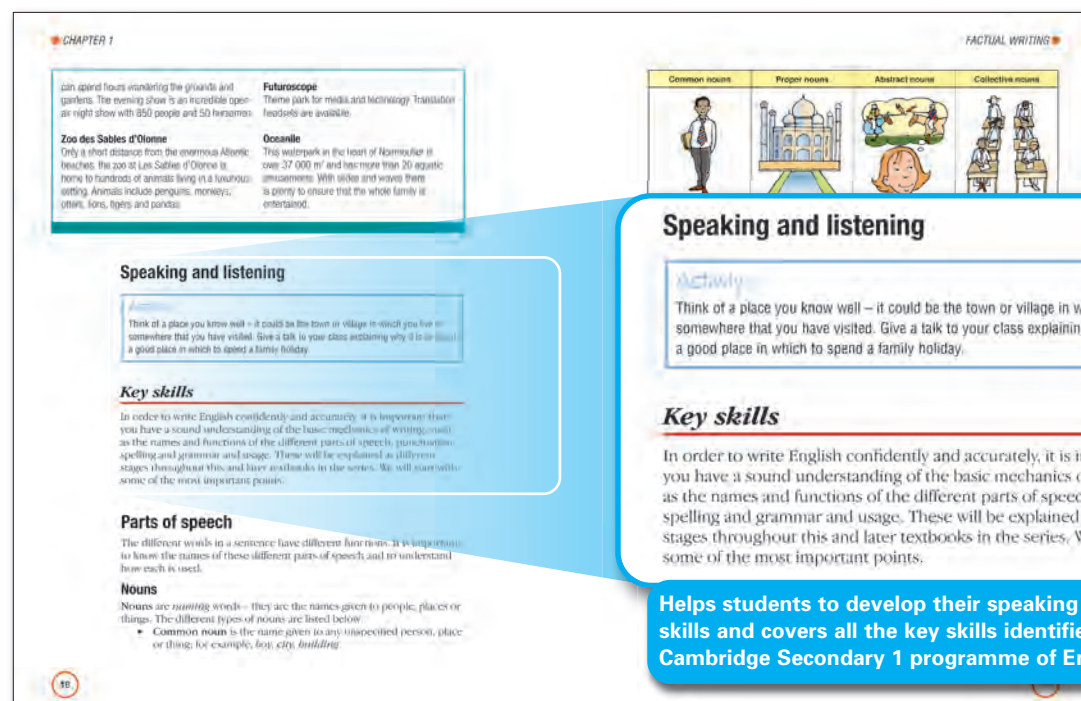 CHAPTER 1
can spend hours wandering the grounds and
gardens. The evening show is an incredible open-
air night show with 850 people and 50 horsemen.
Zoo des Sables d'Olonne
Only a short distance from the enormous Atlantic
beaches, the zoo at Les Sables d'Olonne is
home to hundreds of animals living in a luxurious
setting. Animals include penguins, monkeys,
otters, lions, tigers and pandas.
Futuroscope
Theme park for media and technology. Translation
headsets are available.
Oceanile
This waterpark in the heart of Noirmoutier is
over 37 000 m² and has more than 20 aquatic
amusements. With slides and waves there
is plenty to ensure that the whole family is
entertained.
Speaking and listening
Activity
Think of a place you know well – it could be the town or village in which you live or
somewhere that you have visited. Give a talk to your class explaining why it is
a good place in which to spend a family holiday.
Key skills
In order to write English confidently and accurately, it is important that
you have a sound understanding of the basic mechanics of writing, such
as the names and functions of the different parts of speech, punctuation,
spelling and grammar and usage. These will be explained at different
stages throughout this and later textbooks in the series. We will start with
some of the most important points.
Parts of speech
The different words in a sentence have different functions. It is important
to know the names of these different parts of speech and to understand
how each is used.
Nouns
Nouns are naming words – they are the names given to people, places or
things. The different types of nouns are listed below.
• Common noun is the name given to any unspecified person, place
or thing; for example, boy, city, building.
18
FACTUAL WRITING
Common nouns Proper nouns Abstract nouns Collective nouns
Speaking and listening
Activity
Think of a place you know well – it could be the town or village in w
somewhere that you have visited. Give a talk to your class explainin
a good place in which to spend a family holiday.
Key skills
In order to write English confidently and accurately, it is i
you have a sound understanding of the basic mechanics o
as the names and functions of the different parts of speec
spelling and grammar and usage. These will be explained
stages throughout this and later textbooks in the series. W
some of the most important points.
Helps students to develop their speaking
skills and covers all the key skills identifie
Cambridge Secondary 1 programme of En